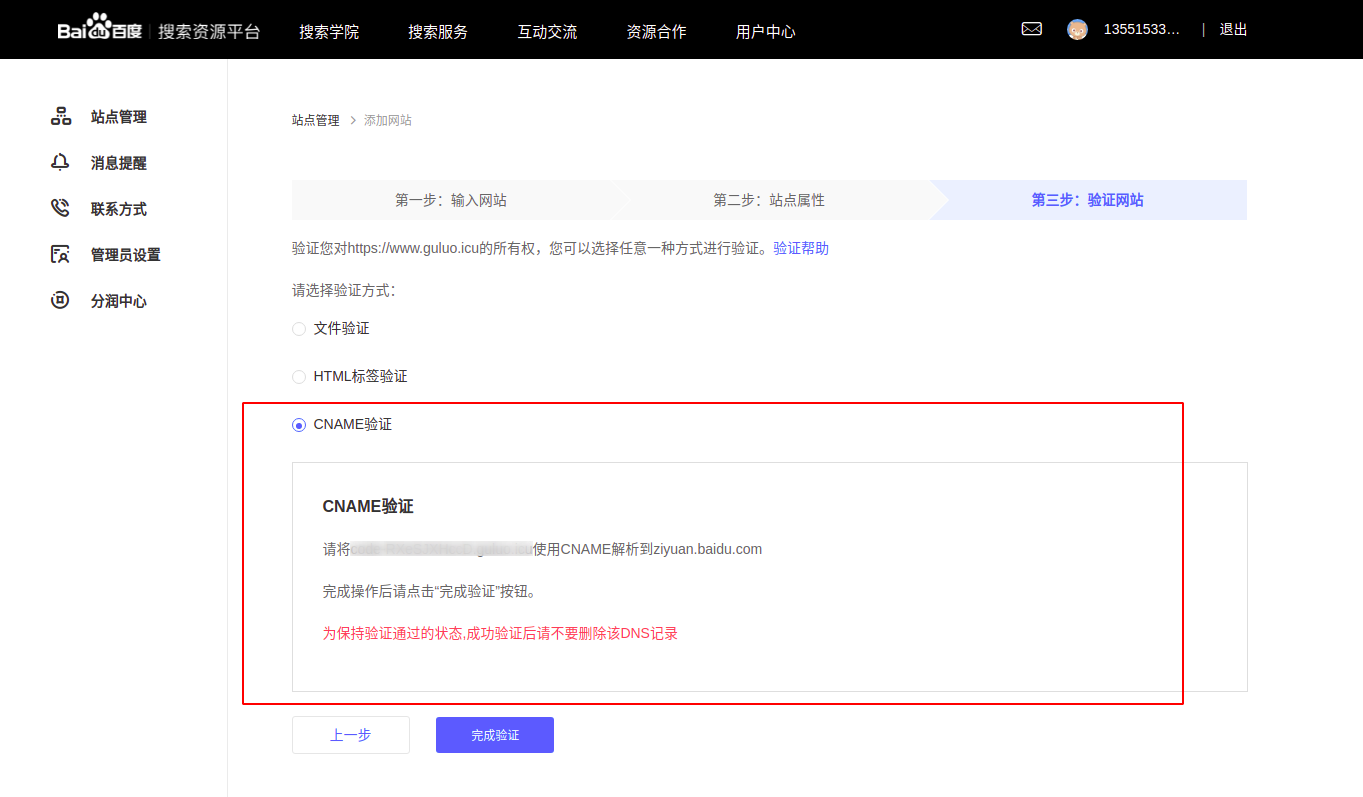 Bai百度 | 搜索资源平台 搜索学院 搜索服务 互动交流 资源合作 用户中心 13551533... | 退出
站点管理
消息提醒
联系方式
管理员设置
分润中心
站点管理 > 添加网站
第一步：输入网站 第二步：站点属性 第三步：验证网站
验证您对https://www.guluo.icu的所有权，您可以选择任意一种方式进行验证。验证帮助
请选择验证方式：
文件验证
HTML标签验证
CNAME验证
CNAME验证
请将 使用CNAME解析到ziyuan.baidu.com
完成操作后请点击“完成验证”按钮。
为保持验证通过的状态,成功验证后请不要删除该DNS记录
上一步 完成验证